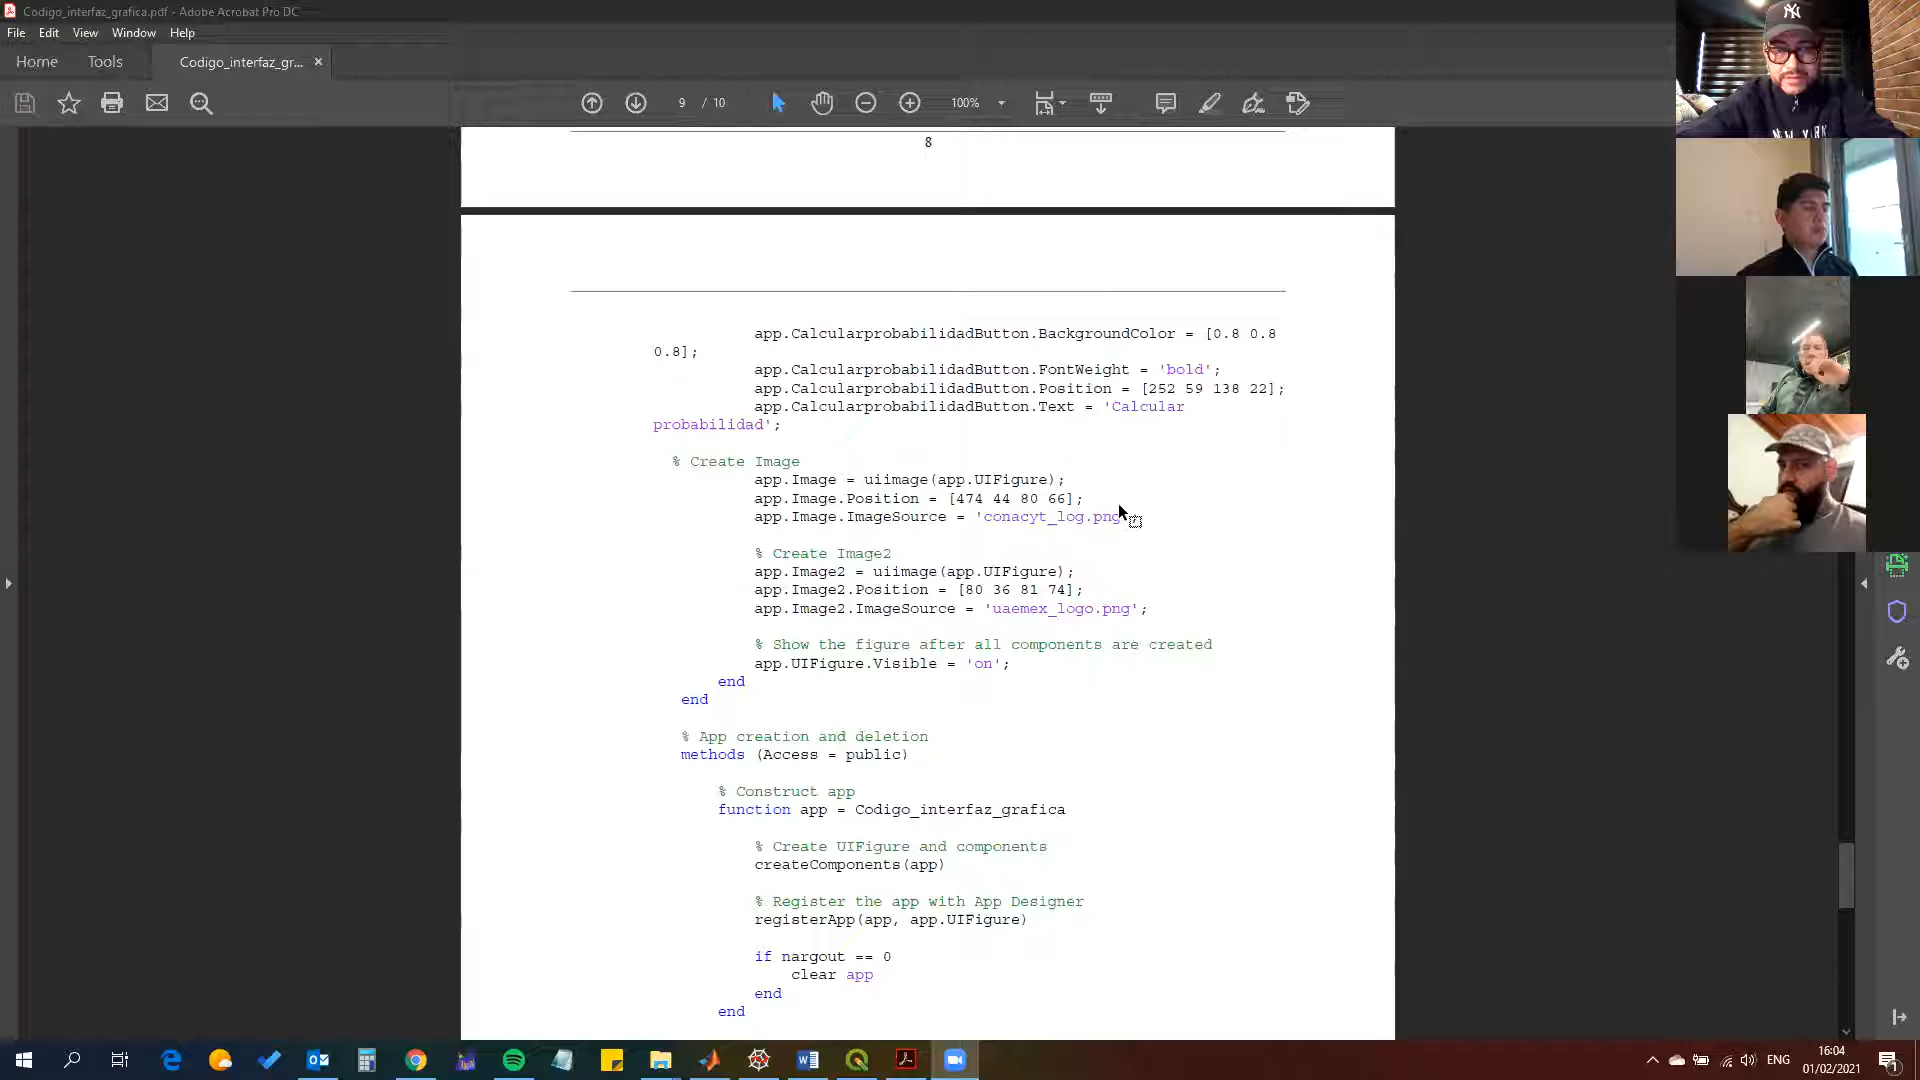 Codigo_interfaz_grafica.pdf - Adobe Acrobat Pro DC
File Edit View Window Help
Home Tools Codigo_interfaz_gr... ×
9 / 10 100%
8
app.CalcularprobabilidadButton.BackgroundColor = [0.8 0.8
0.8];
app.CalcularprobabilidadButton.FontWeight = 'bold';
app.CalcularprobabilidadButton.Position = [252 59 138 22];
app.CalcularprobabilidadButton.Text = 'Calcular
probabilidad';
% Create Image
app.Image = uiimage(app.UIFigure);
app.Image.Position = [474 44 80 66];
app.Image.ImageSource = 'conacyt_log.png
% Create Image2
app.Image2 = uiimage(app.UIFigure);
app.Image2.Position = [80 36 81 74];
app.Image2.ImageSource = 'uaemex_logo.png';
% Show the figure after all components are created
app.UIFigure.Visible = 'on';
end
end
% App creation and deletion
methods (Access = public)
% Construct app
function app = Codigo_interfaz_grafica
% Create UIFigure and components
createComponents(app)
% Register the app with App Designer
registerApp(app, app.UIFigure)
if nargout == 0
clear app
end
end
NY
NEW YORK
ENG
16:04
01/02/2021
1